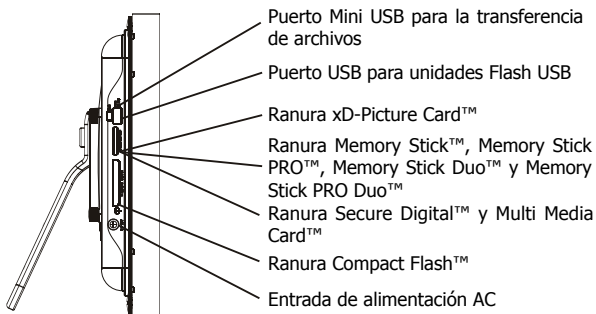 Puerto Mini USB para la transferencia
de archivos
Puerto USB para unidades Flash USB
Ranura xD-Picture Card™
Ranura Memory Stick™, Memory Stick
PRO™, Memory Stick Duo™ y Memory
Stick PRO Duo™
Ranura Secure Digital™ y Multi Media
Card™
Ranura Compact Flash™
Entrada de alimentación AC